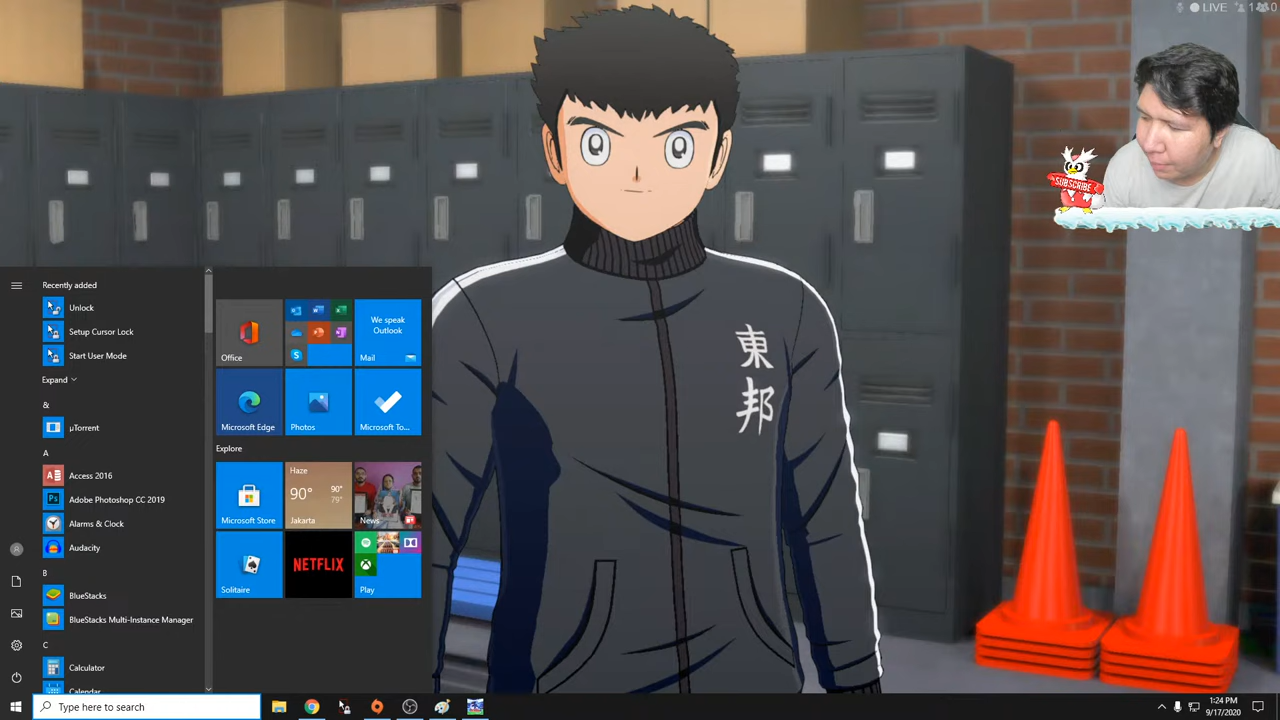 LIVE
SUBSCRIBE
東邦
Recently added
Unlock
Setup Cursor Lock
Start User Mode
Expand
&
µTorrent
A
Access 2016
Adobe Photoshop CC 2019
Alarms & Clock
Audacity
B
BlueStacks
BlueStacks Multi-Instance Manager
C
Calculator
Calendar
Office
We speak
Outlook
Mail
Microsoft Edge
Photos
Microsoft To...
Explore
Microsoft Store
Haze
90°
90°
79°
Jakarta
News
Solitaire
NETFLIX
Play
Type here to search
1:24 PM
9/17/2020